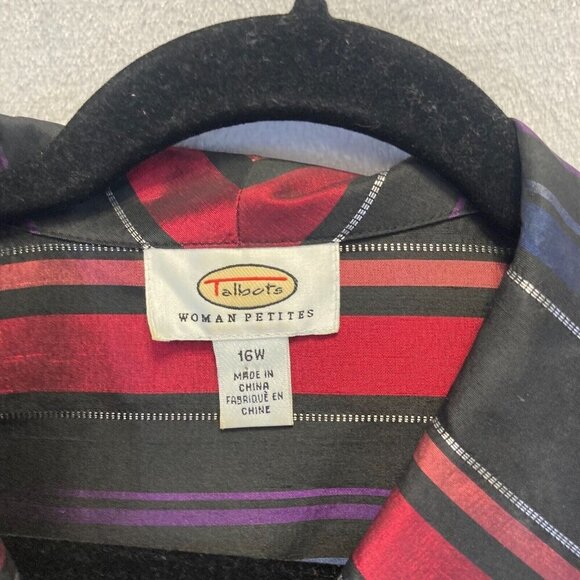 Talbots
WOMAN PETITES
16W
MADE IN
CHINA
FABRIQUÉ EN
CHINE